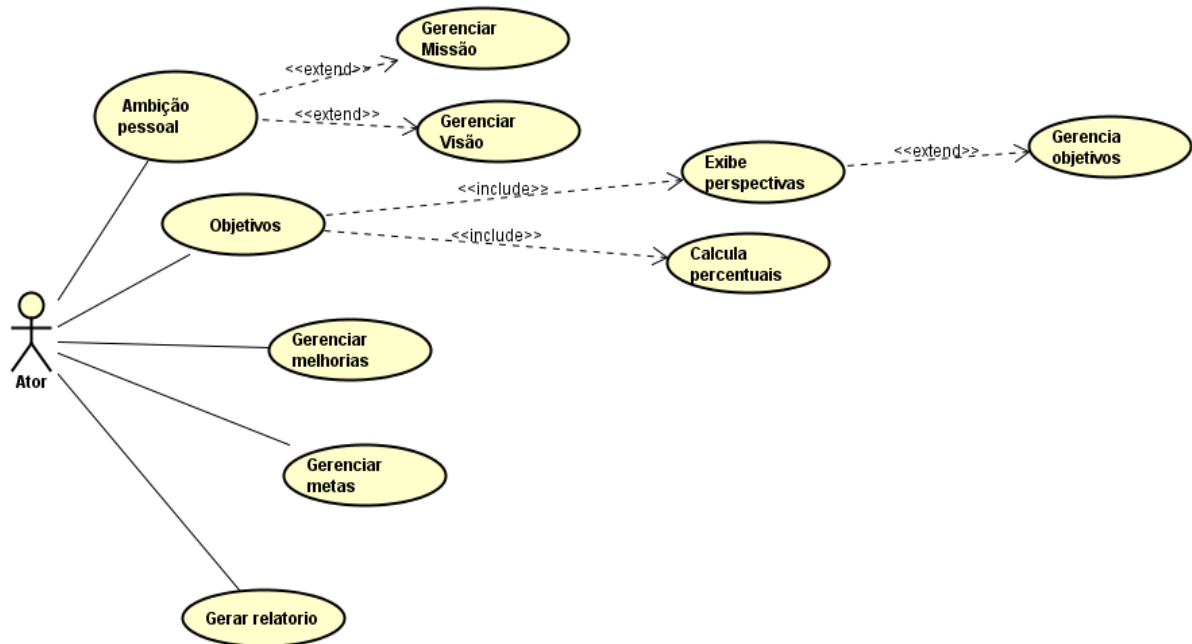 Gerenciar
Missão
<<extend>>
Ambição
pessoal
<<extend>>
Gerenciar
Visão
Gerencia
objetivos
<<extend>>
Exibe
perspectivas
<<include>>
Objetivos
<<include>>
Calcula
percentuais
Gerenciar
melhorias
Ator
Gerenciar
metas
Gerar relatorio